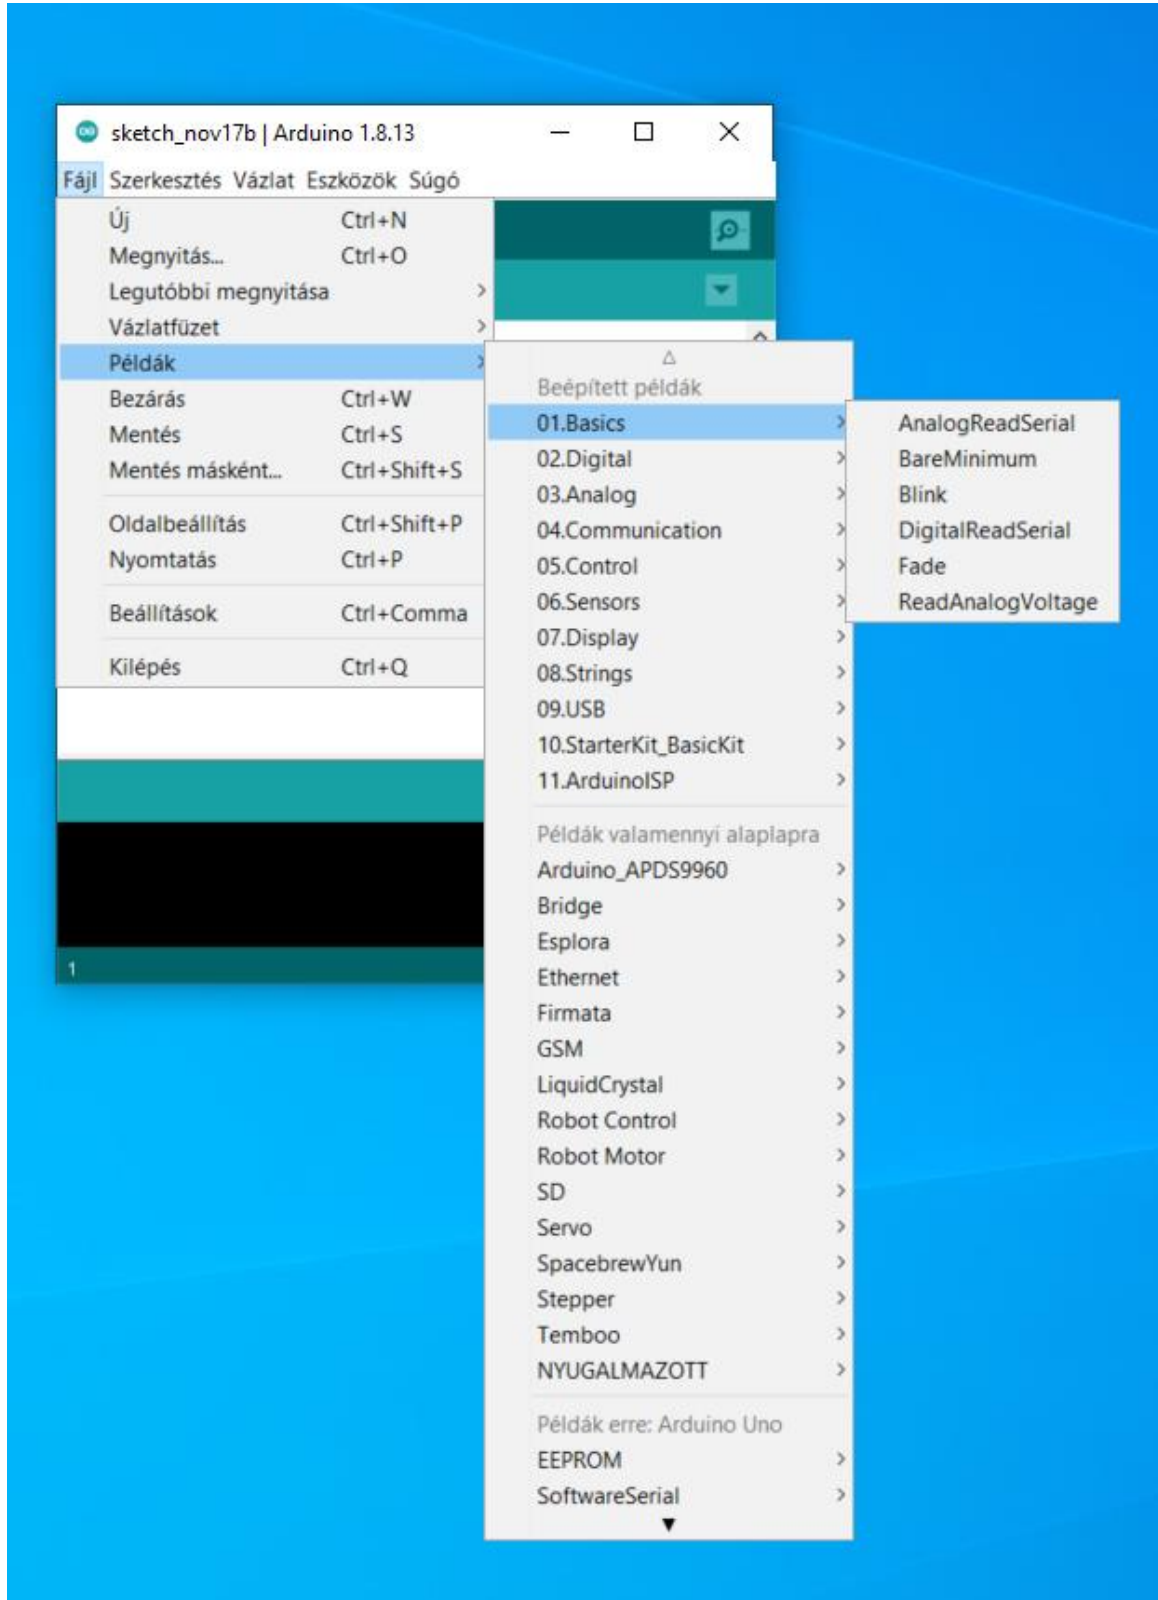 sketch_nov17b | Arduino 1.8.13
Fájl Szerkesztés Vázlat Eszközök Súgó
Új Ctrl+N
Megnyitás... Ctrl+O
Legutóbbi megnyitása
Vázlatfüzet
Példák
Bezárás Ctrl+W
Mentés Ctrl+S
Mentés másként... Ctrl+Shift+S
Oldalbeállítás Ctrl+Shift+P
Nyomtatás Ctrl+P
Beállítások Ctrl+Comma
Kilépés Ctrl+Q
1
Beépített példák
01.Basics
02.Digital
03.Analog
04.Communication
05.Control
06.Sensors
07.Display
08.Strings
09.USB
10.StarterKit_BasicKit
11.ArduinoISP
Példák valamennyi alaplapra
Arduino_APDS9960
Bridge
Esplora
Ethernet
Firmata
GSM
LiquidCrystal
Robot Control
Robot Motor
SD
Servo
SpacebrewYun
Stepper
Temboo
NYUGALMAZOTT
Példák erre: Arduino Uno
EEPROM
SoftwareSerial
AnalogReadSerial
BareMinimum
Blink
DigitalReadSerial
Fade
ReadAnalogVoltage